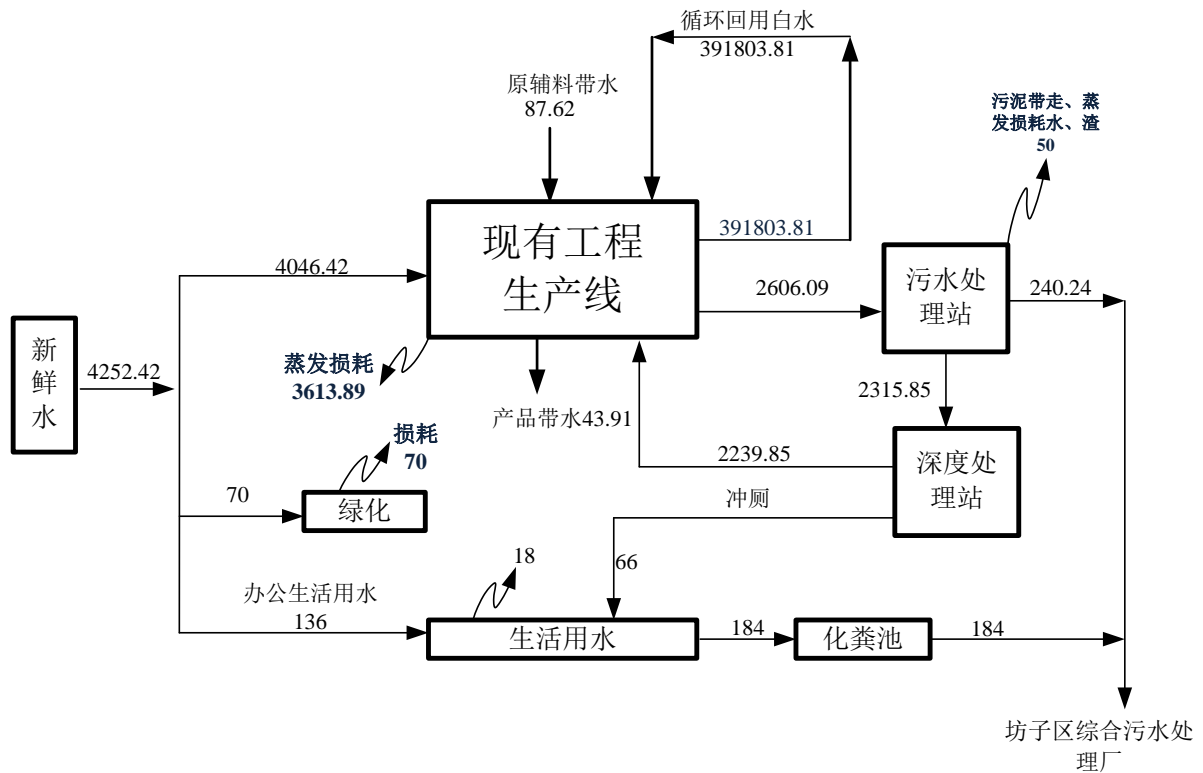 循环回用白水
391803.81
原辅料带水
87.62
污泥带走、蒸
发损耗水、渣
50
现有工程
生产线
391803.81
4046.42
2606.09
污水处
理站
240.24
新
鲜
水
4252.42
蒸发损耗
3613.89
产品带水43.91
2315.85
损耗
70
2239.85
深度处
理站
70
绿化
冲厕
18
66
办公生活用水
136
生活用水
184
化粪池
184
坊子区综合污水处
理厂